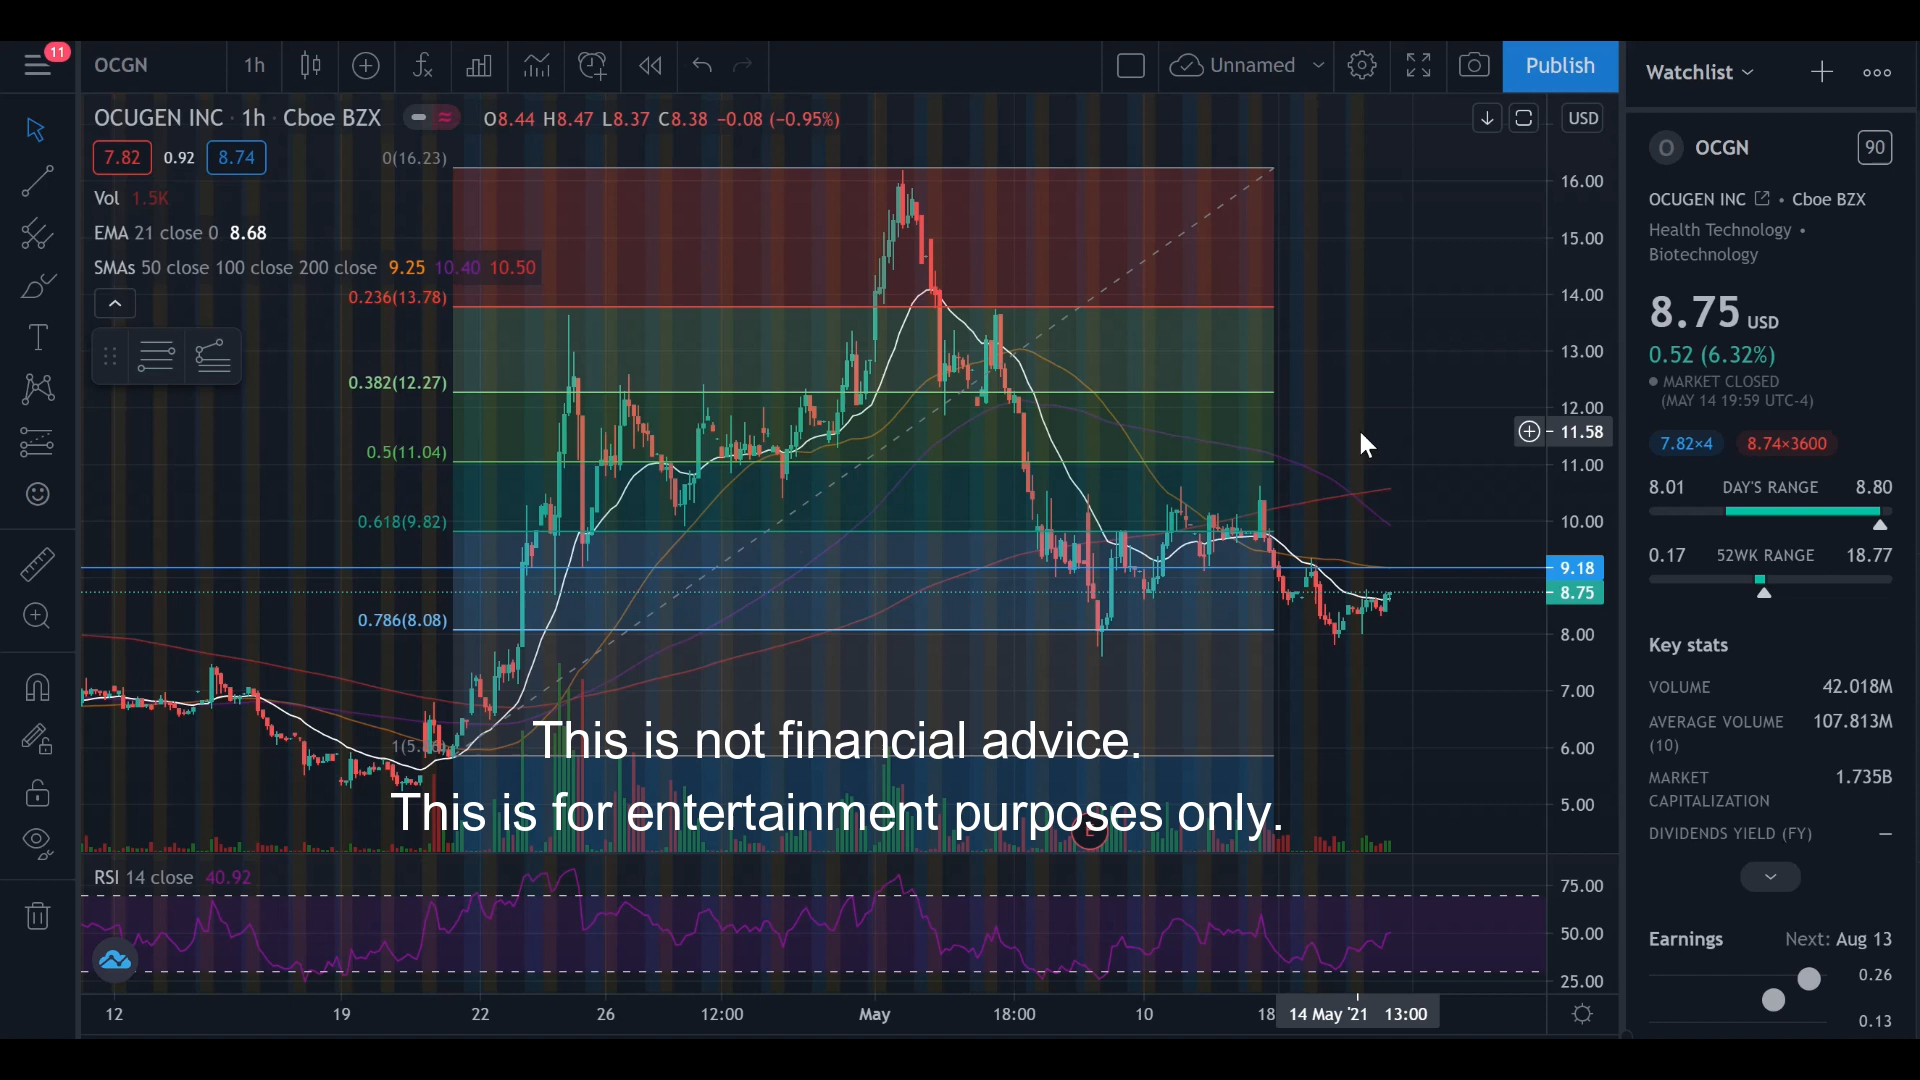 11
OCGN 1h Unnamed Publish
Watchlist
OCUGEN INC · 1h · Cboe BZX O8.44 H8.47 L8.37 C8.38 −0.08 (−0.95%)
USD
7.82 0.92 8.74
Vol 1.5K
EMA 21 close 0 8.68
SMAs 50 close 100 close 200 close 9.25 10.40 10.50
0(16.23)
0.236(13.78)
0.382(12.27)
0.5(11.04)
0.618(9.82)
0.786(8.08)
16.00
15.00
14.00
13.00
12.00
11.58
11.00
10.00
9.18
8.75
8.00
7.00
6.00
5.00
This is not financial advice.
This is for entertainment purposes only.
E
RSI 14 close 40.92
75.00
50.00
25.00
12 19 22 26 12:00 May 18:00 10 18 14 May '21 13:00
O OCGN 90
OCUGEN INC • Cboe BZX
Health Technology •
Biotechnology
8.75 USD
0.52 (6.32%)
MARKET CLOSED
(MAY 14 19:59 UTC-4)
7.82×4 8.74×3600
8.01 DAY'S RANGE 8.80
0.17 52WK RANGE 18.77
Key stats
VOLUME 42.018M
AVERAGE VOLUME 107.813M
(10)
MARKET 1.735B
CAPITALIZATION
DIVIDENDS YIELD (FY) —
Earnings Next: Aug 13
0.26
0.13